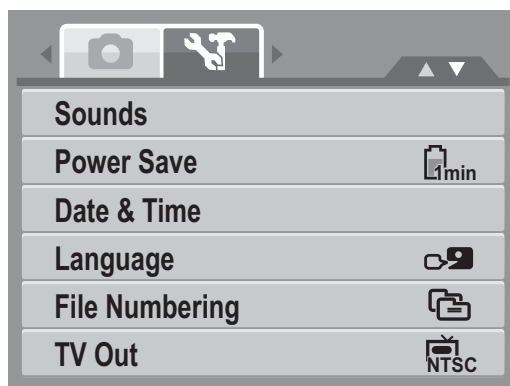 Sounds
Power Save 1min
Date & Time
Language
File Numbering
TV Out NTSC